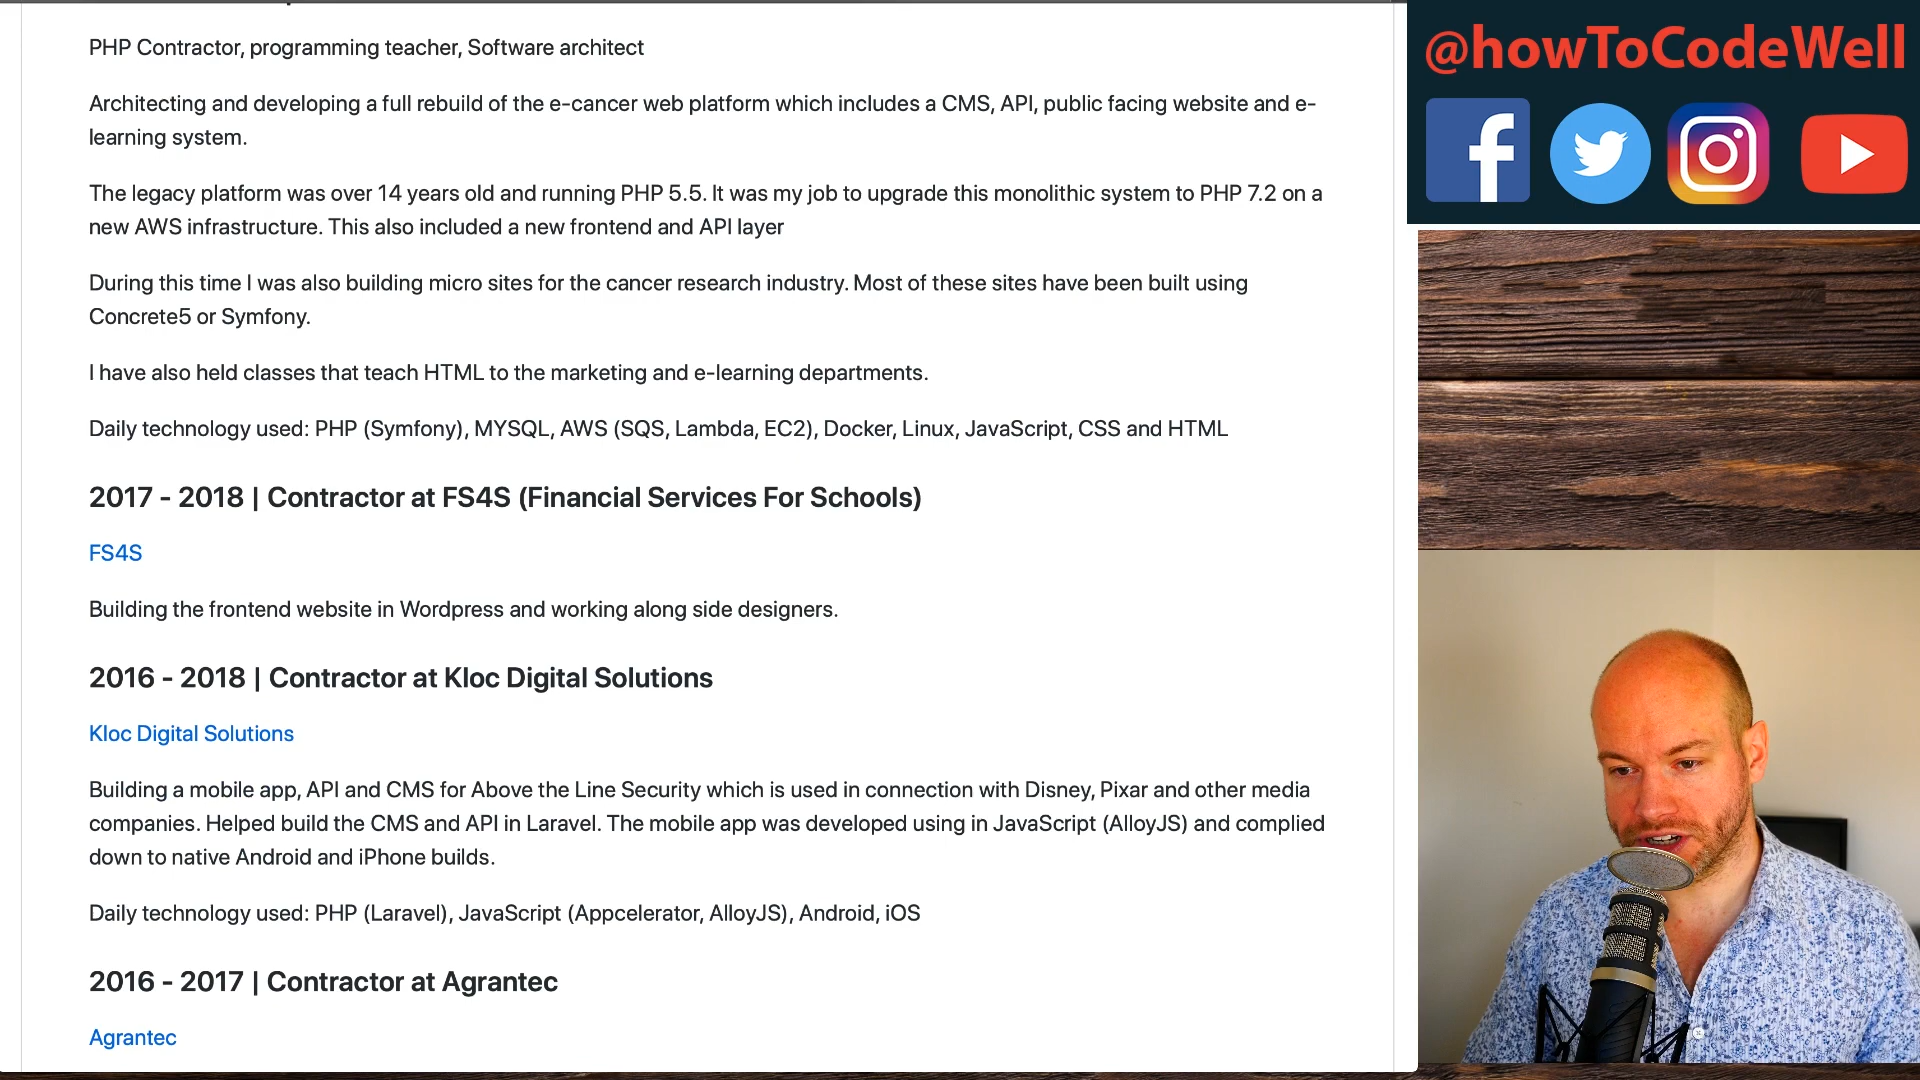 PHP Contractor, programming teacher, Software architect
Architecting and developing a full rebuild of the e-cancer web platform which includes a CMS, API, public facing website and e-
learning system.
The legacy platform was over 14 years old and running PHP 5.5. It was my job to upgrade this monolithic system to PHP 7.2 on a
new AWS infrastructure. This also included a new frontend and API layer
During this time I was also building micro sites for the cancer research industry. Most of these sites have been built using
Concrete5 or Symfony.
I have also held classes that teach HTML to the marketing and e-learning departments.
Daily technology used: PHP (Symfony), MYSQL, AWS (SQS, Lambda, EC2), Docker, Linux, JavaScript, CSS and HTML
2017 - 2018 | Contractor at FS4S (Financial Services For Schools)
FS4S
Building the frontend website in Wordpress and working along side designers.
2016 - 2018 | Contractor at Kloc Digital Solutions
Kloc Digital Solutions
Building a mobile app, API and CMS for Above the Line Security which is used in connection with Disney, Pixar and other media
companies. Helped build the CMS and API in Laravel. The mobile app was developed using in JavaScript (AlloyJS) and complied
down to native Android and iPhone builds.
Daily technology used: PHP (Laravel), JavaScript (Appcelerator, AlloyJS), Android, iOS
2016 - 2017 | Contractor at Agrantec
Agrantec
@howToCodeWell